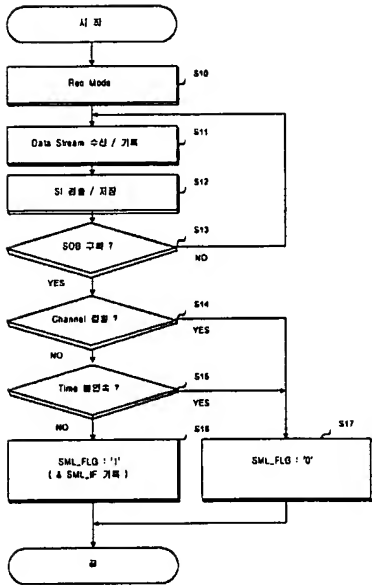 시 작
Rec Mode
S10
Data Stream 수신 / 기록
S11
SI 검출 / 저장
S12
SOB 구획 ?
S13
NO
YES
Channel 전환 ?
S14
YES
NO
Time 불연속 ?
S15
YES
NO
S16
SML_FLG : '1'
( & SML_IF 기록 )
S17
SML_FLG : '0'
끝